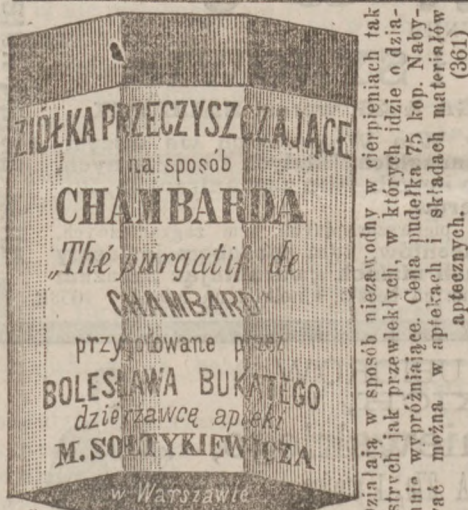 ZIÓŁKA PRZECZYSZCZAJĄCE
na sposób
CHAMBARDA
„Thé purgatif de
CHAMBARD"
przygotowane przez
BOLESŁAWA BUKATEGO
dzierżawcę apteki
M. SOŁTYKIEWICZA
w Warszawie
działają w sposób niezawodny w cierpieniach tak
ostrych jak przewlekłych, w których idzie o dzia-
wypróżniające. Cena pudełka 75 kop. Naby-
wać można w aptekach i składach materiałów
aptecznych. (361)